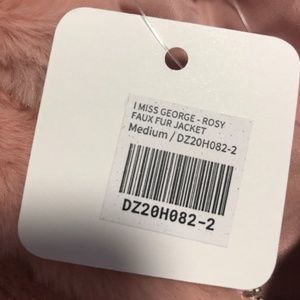 I MISS GEORGE - ROSY
FAUX FUR JACKET
Medium / DZ20H082-2
DZ20H082-2